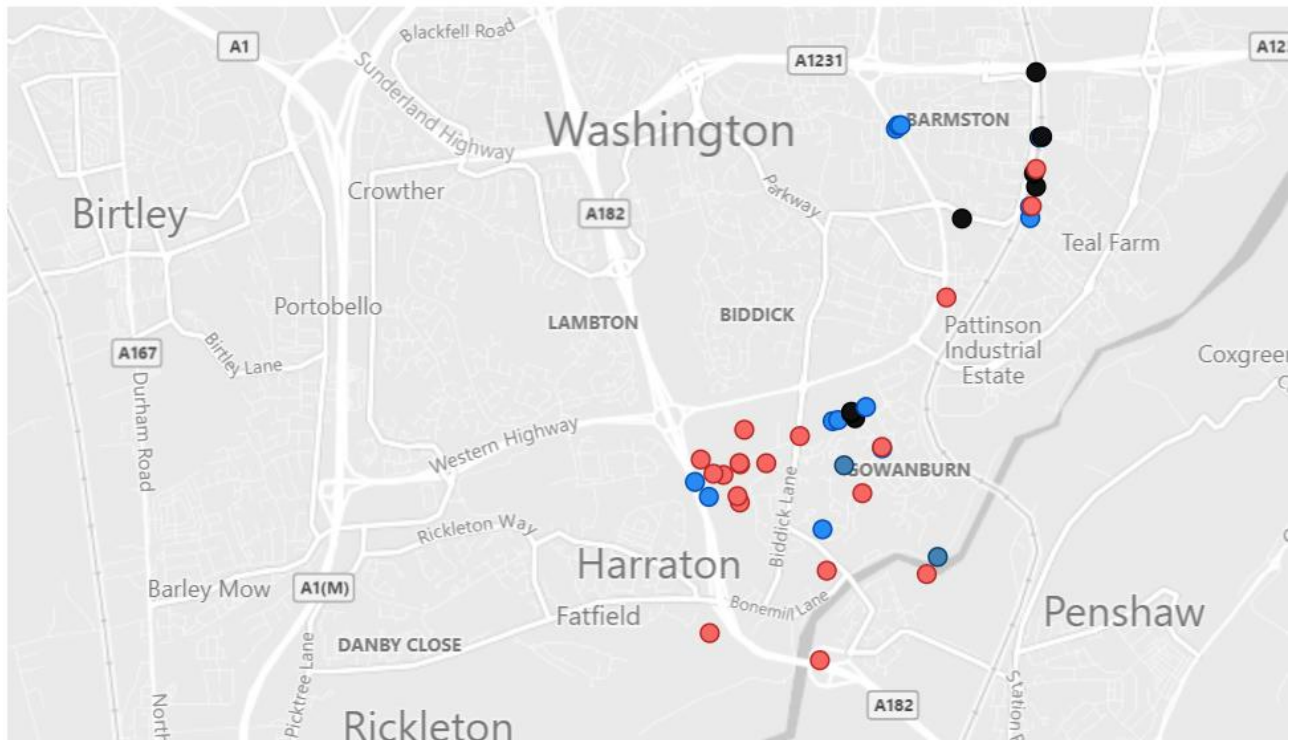 Blackfell Road
A1
A1231
A123
Sunderland Highway
Washington
BARMSTON
Crowther
Parkway
Birtley
A182
Teal Farm
Portobello
LAMBTON
BIDDICK
Pattinson
Industrial
Estate
A167
Birtley Lane
Coxgreen
Durham Road
Western Highway
Biddick Lane
GOWANBURN
Rickleton Way
Harraton
Barley Mow
A1(M)
Bonemill Lane
Fatfield
Penshaw
DANBY CLOSE
Picktree Lane
Station R
North
A182
Rickleton